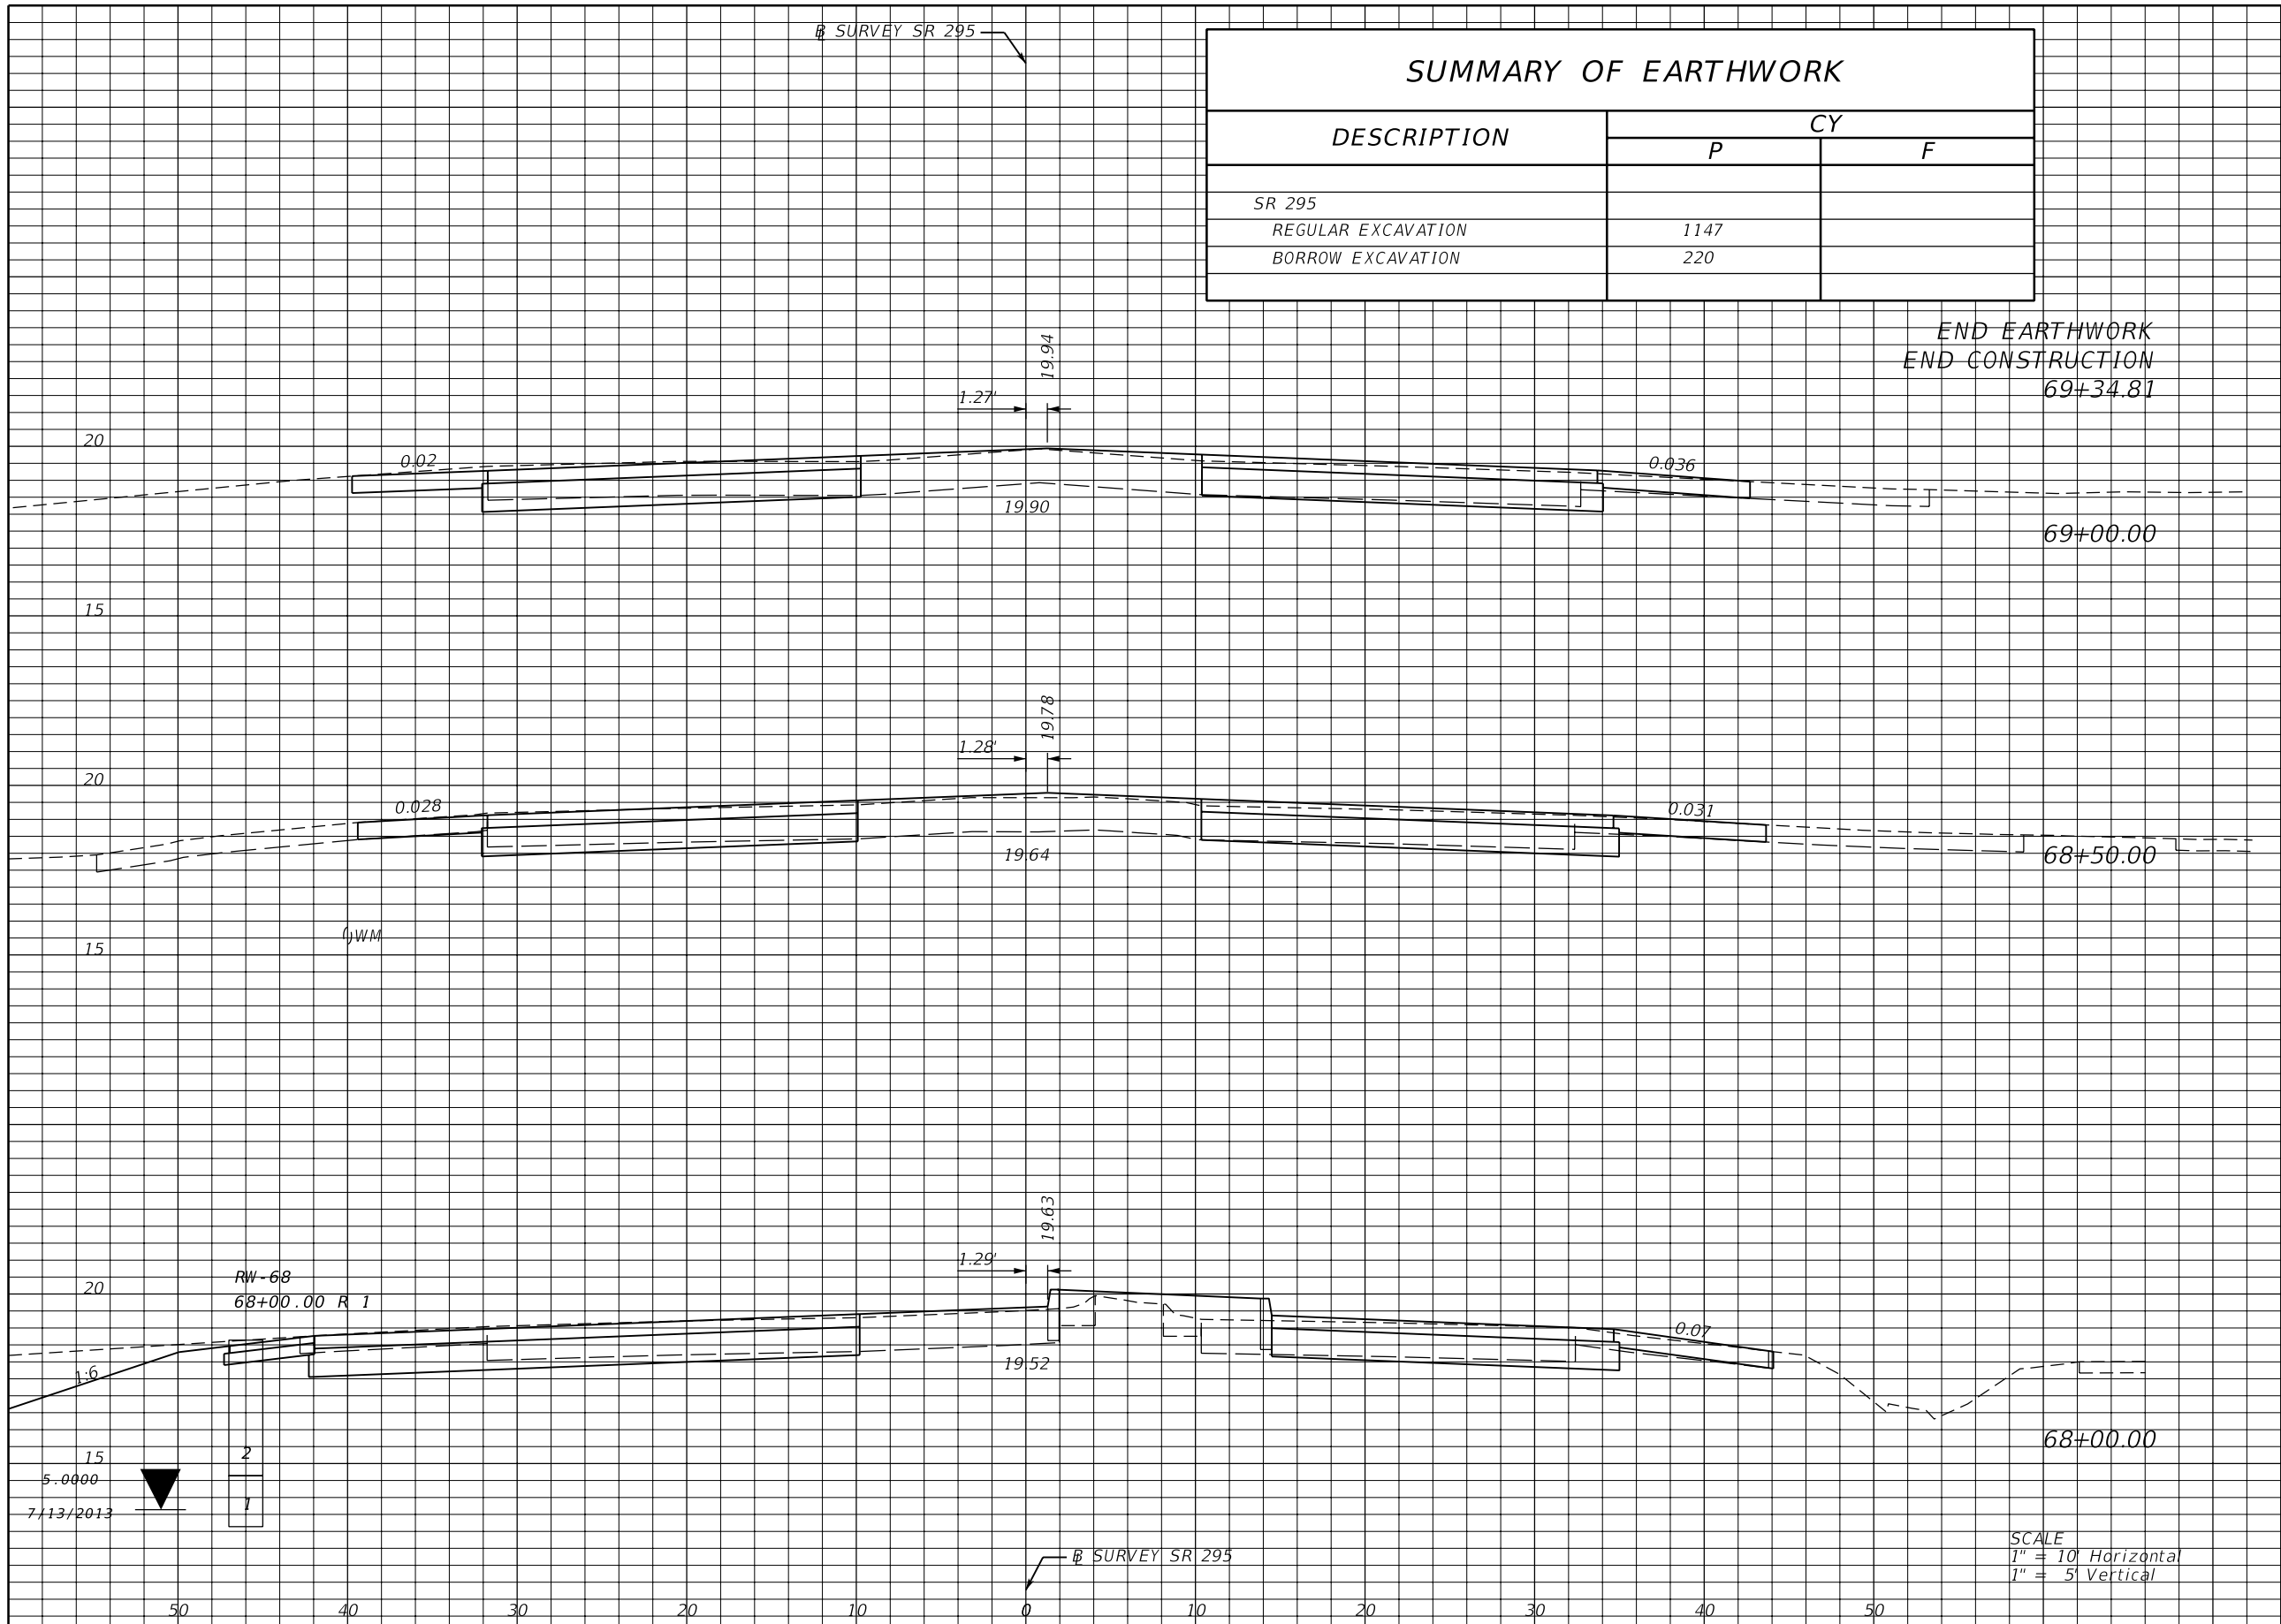 BL SURVEY SR 295
SUMMARY OF EARTHWORK
DESCRIPTION CY
P F
SR 295
REGULAR EXCAVATION 1147
BORROW EXCAVATION 220
END EARTHWORK
END CONSTRUCTION
69+34.81
19.94
1.27'
20
0.02
0.036
19.90
69+00.00
15
19.78
1.28'
20
0.028
0.031
19.64
68+50.00
WM
15
19.63
1.29'
RW-68
20
68+00.00 R 1
0.07
19.52
1:6
68+00.00
2
15
5.0000
1
7/13/2013
BL SURVEY SR 295
SCALE
1" = 10' Horizontal
1" = 5' Vertical
50 40 30 20 10 0 10 20 30 40 50